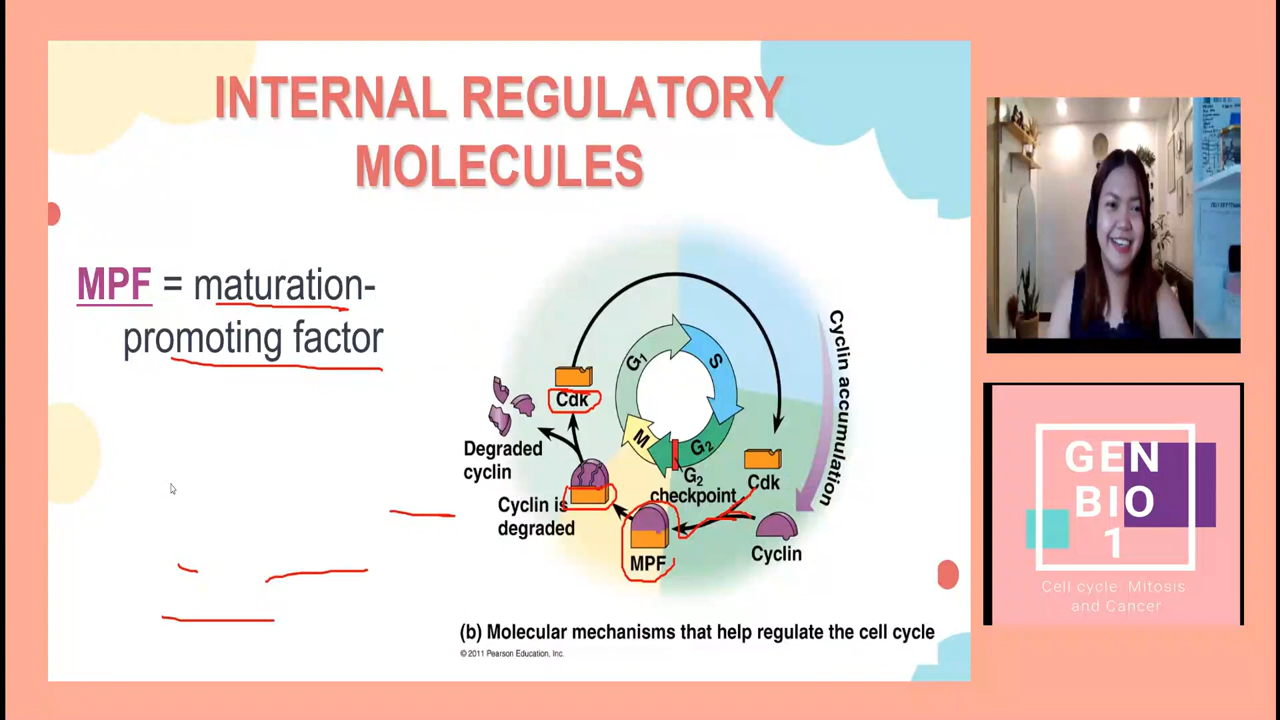 INTERNAL REGULATORY
MOLECULES
MPF = maturation-
promoting factor
G1
S
G2
M
Cdk
Degraded
cyclin
Cyclin is
degraded
G2
checkpoint
MPF
Cdk
Cyclin
Cyclin accumulation
(b) Molecular mechanisms that help regulate the cell cycle
© 2011 Pearson Education, Inc.
GEN
BIO
1
Cell cycle: Mitosis
and Cancer